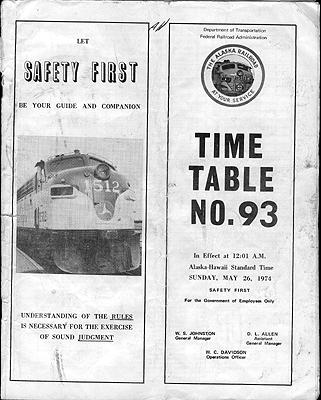 LET
SAFETY FIRST
BE YOUR GUIDE AND COMPANION
1512
UNDERSTANDING OF THE RULES
IS NECESSARY FOR THE EXERCISE
OF SOUND JUDGMENT
Department of Transportation
Federal Railroad Administration
THE ALASKA RAILROAD
AT YOUR SERVICE
TIME
TABLE
NO. 93
In Effect at 12:01 A.M.
Alaska-Hawaii Standard Time
SUNDAY, MAY 26, 1974
SAFETY FIRST
For the Government of Employees Only
W. S. JOHNSTON
General Manager
D. L. ALLEN
Assistant
General Manager
W. C. DAVIDSON
Operations Officer